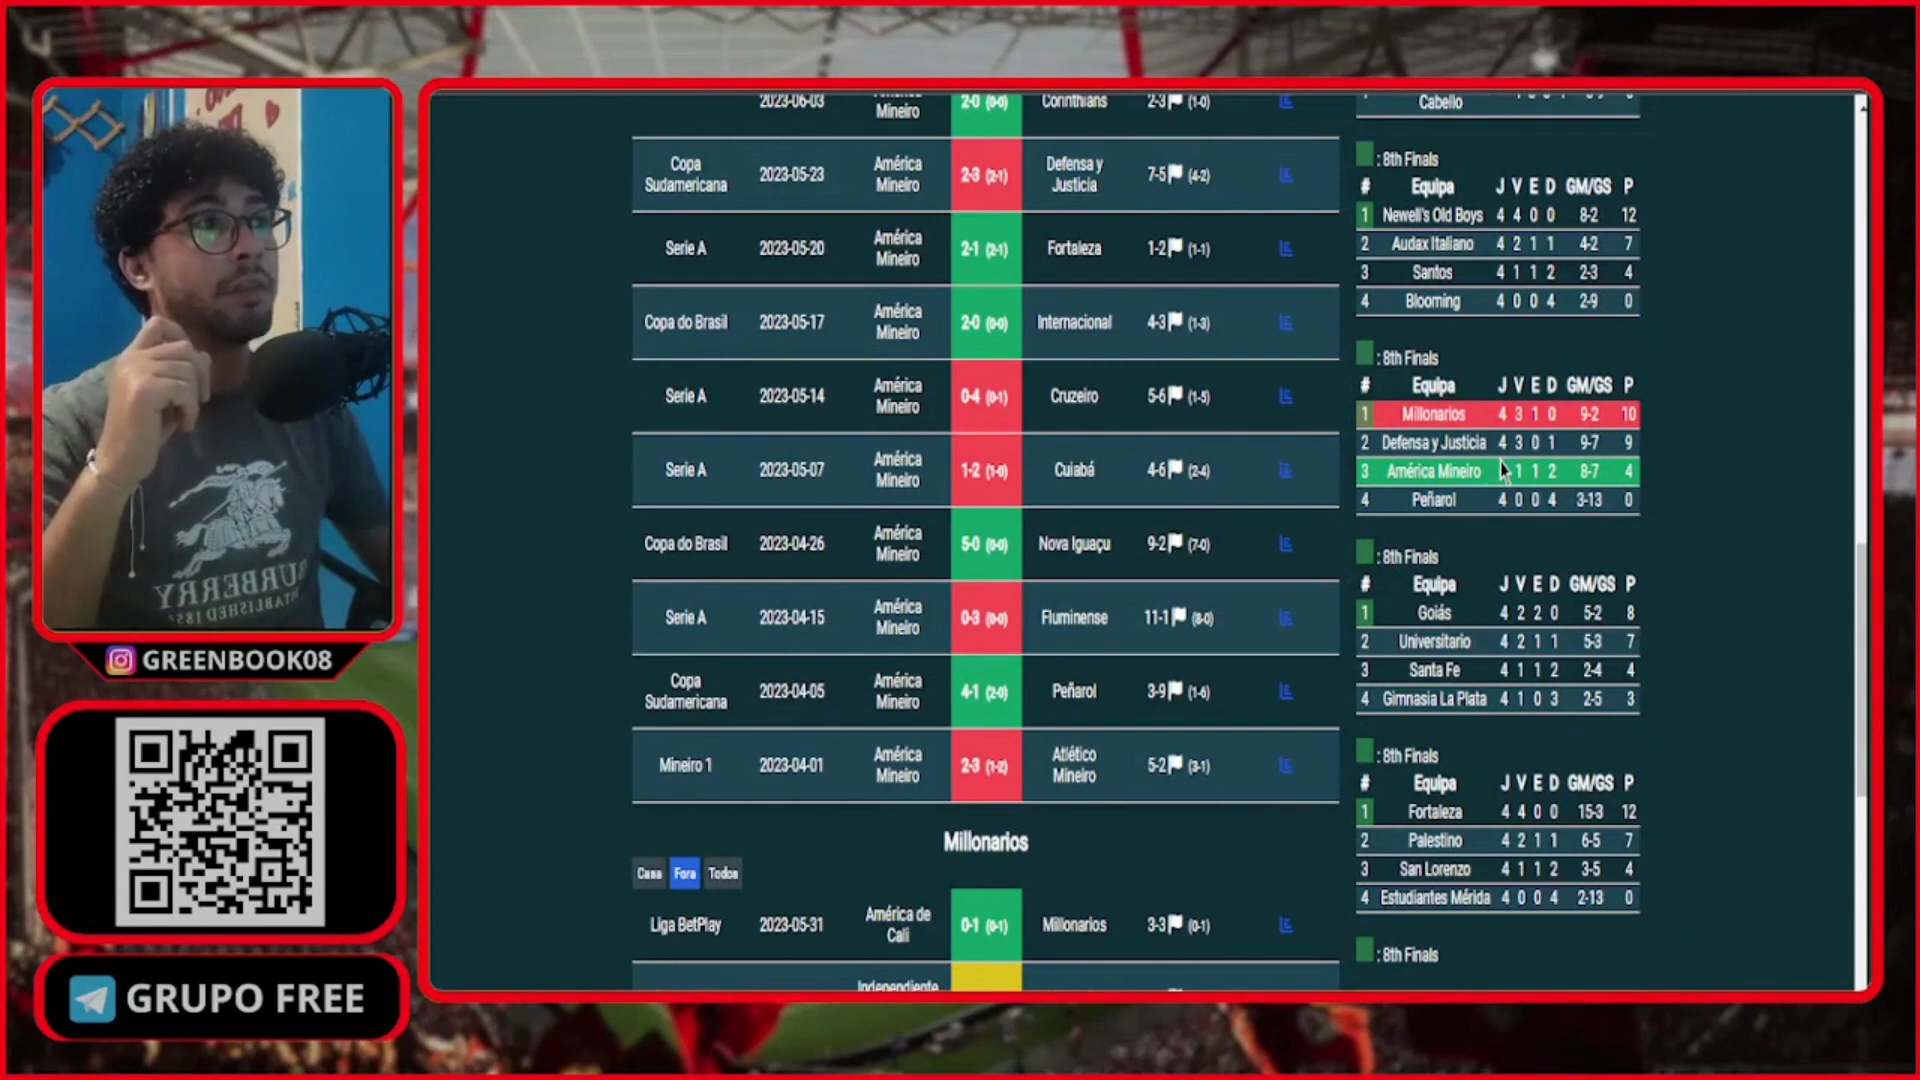 2023-06-03 Mineiro 2-0 (0-0) Corinthians 2-3 (1-0)
Copa Sudamericana 2023-05-23 América Mineiro 2-3 (2-1) Defensa y Justicia 7-5 (4-2)
Serie A 2023-05-20 América Mineiro 2-1 (2-1) Fortaleza 1-2 (1-1)
Copa do Brasil 2023-05-17 América Mineiro 2-0 (0-0) Internacional 4-3 (1-3)
Serie A 2023-05-14 América Mineiro 0-4 (0-1) Cruzeiro 5-6 (1-5)
Serie A 2023-05-07 América Mineiro 1-2 (1-0) Cuiabá 4-6 (2-4)
Copa do Brasil 2023-04-26 América Mineiro 5-0 (0-0) Nova Iguaçu 9-2 (7-0)
Serie A 2023-04-15 América Mineiro 0-3 (0-0) Fluminense 11-1 (8-0)
Copa Sudamericana 2023-04-05 América Mineiro 4-1 (2-0) Peñarol 3-9 (1-6)
Mineiro 1 2023-04-01 América Mineiro 2-3 (1-2) Atlético Mineiro 5-2 (3-1)
Millonarios
Casa Fora Todos
Liga BetPlay 2023-05-31 América de Cali 0-1 (0-1) Millonarios 3-3 (0-1)
Independiente
Cabello
: 8th Finals
# Equipa J V E D GM/GS P
1 Newell's Old Boys 4 4 0 0 8-2 12
2 Audax Italiano 4 2 1 1 4-2 7
3 Santos 4 1 1 2 2-3 4
4 Blooming 4 0 0 4 2-9 0
: 8th Finals
# Equipa J V E D GM/GS P
1 Millonarios 4 3 1 0 9-2 10
2 Defensa y Justicia 4 3 0 1 9-7 9
3 América Mineiro 1 1 2 8-7 4
4 Peñarol 4 0 0 4 3-13 0
: 8th Finals
# Equipa J V E D GM/GS P
1 Goiás 4 2 2 0 5-2 8
2 Universitario 4 2 1 1 5-3 7
3 Santa Fe 4 1 1 2 2-4 4
4 Gimnasia La Plata 4 1 0 3 2-5 3
: 8th Finals
# Equipa J V E D GM/GS P
1 Fortaleza 4 4 0 0 15-3 12
2 Palestino 4 2 1 1 6-5 7
3 San Lorenzo 4 1 1 2 3-5 4
4 Estudiantes Mérida 4 0 0 4 2-13 0
: 8th Finals
BURBERRY
GREENBOOK08
GRUPO FREE